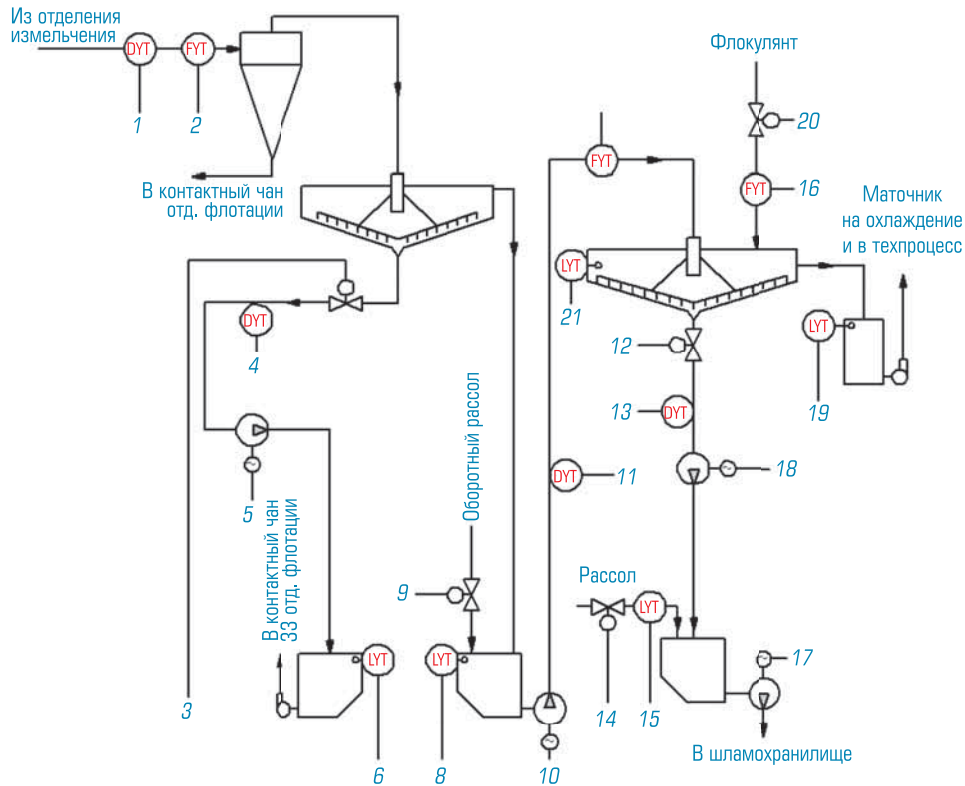 Из отделения
измельчения
DYT
FYT
1
2
В контактный чан
отд. флотации
Флокулянт
20
FYT
FYT
16
Маточник
на охлаждение
и в техпроцесс
LYT
21
DYT
4
12
LYT
19
13
DYT
18
5
Оборотный рассол
DYT
11
В контактный чан
33 отд. флотации
9
Рассол
LYT
3
LYT
6
LYT
8
10
14
15
17
В шламохранилище